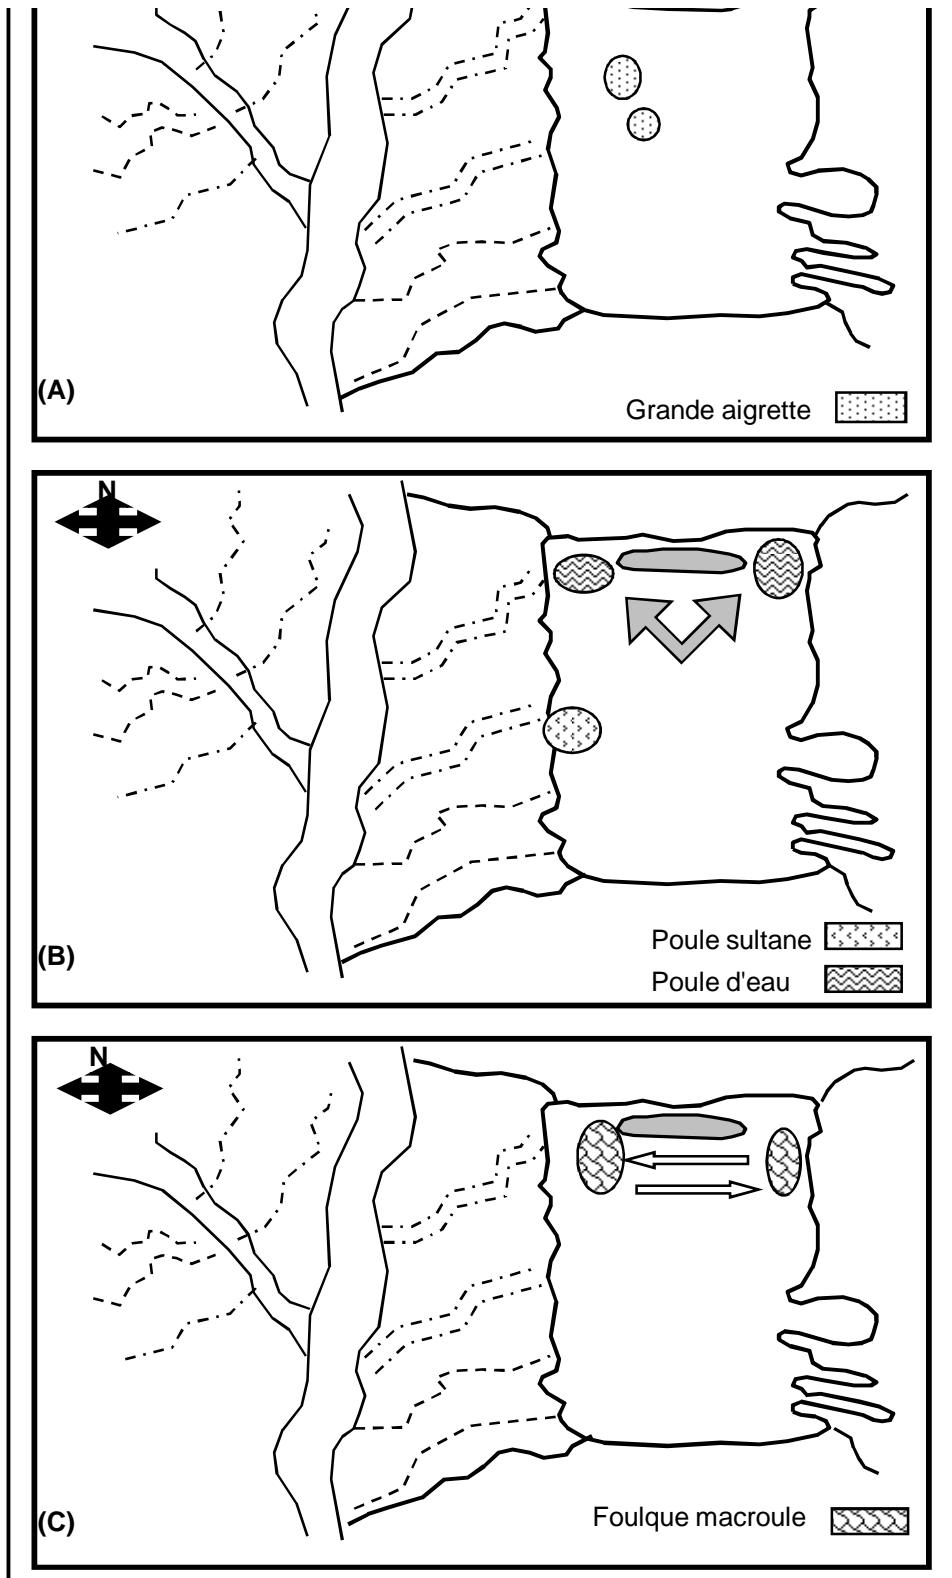 (A)
Grande aigrette
N
Poule sultane
(B)
Poule d'eau
N
Foulque macroule
(C)